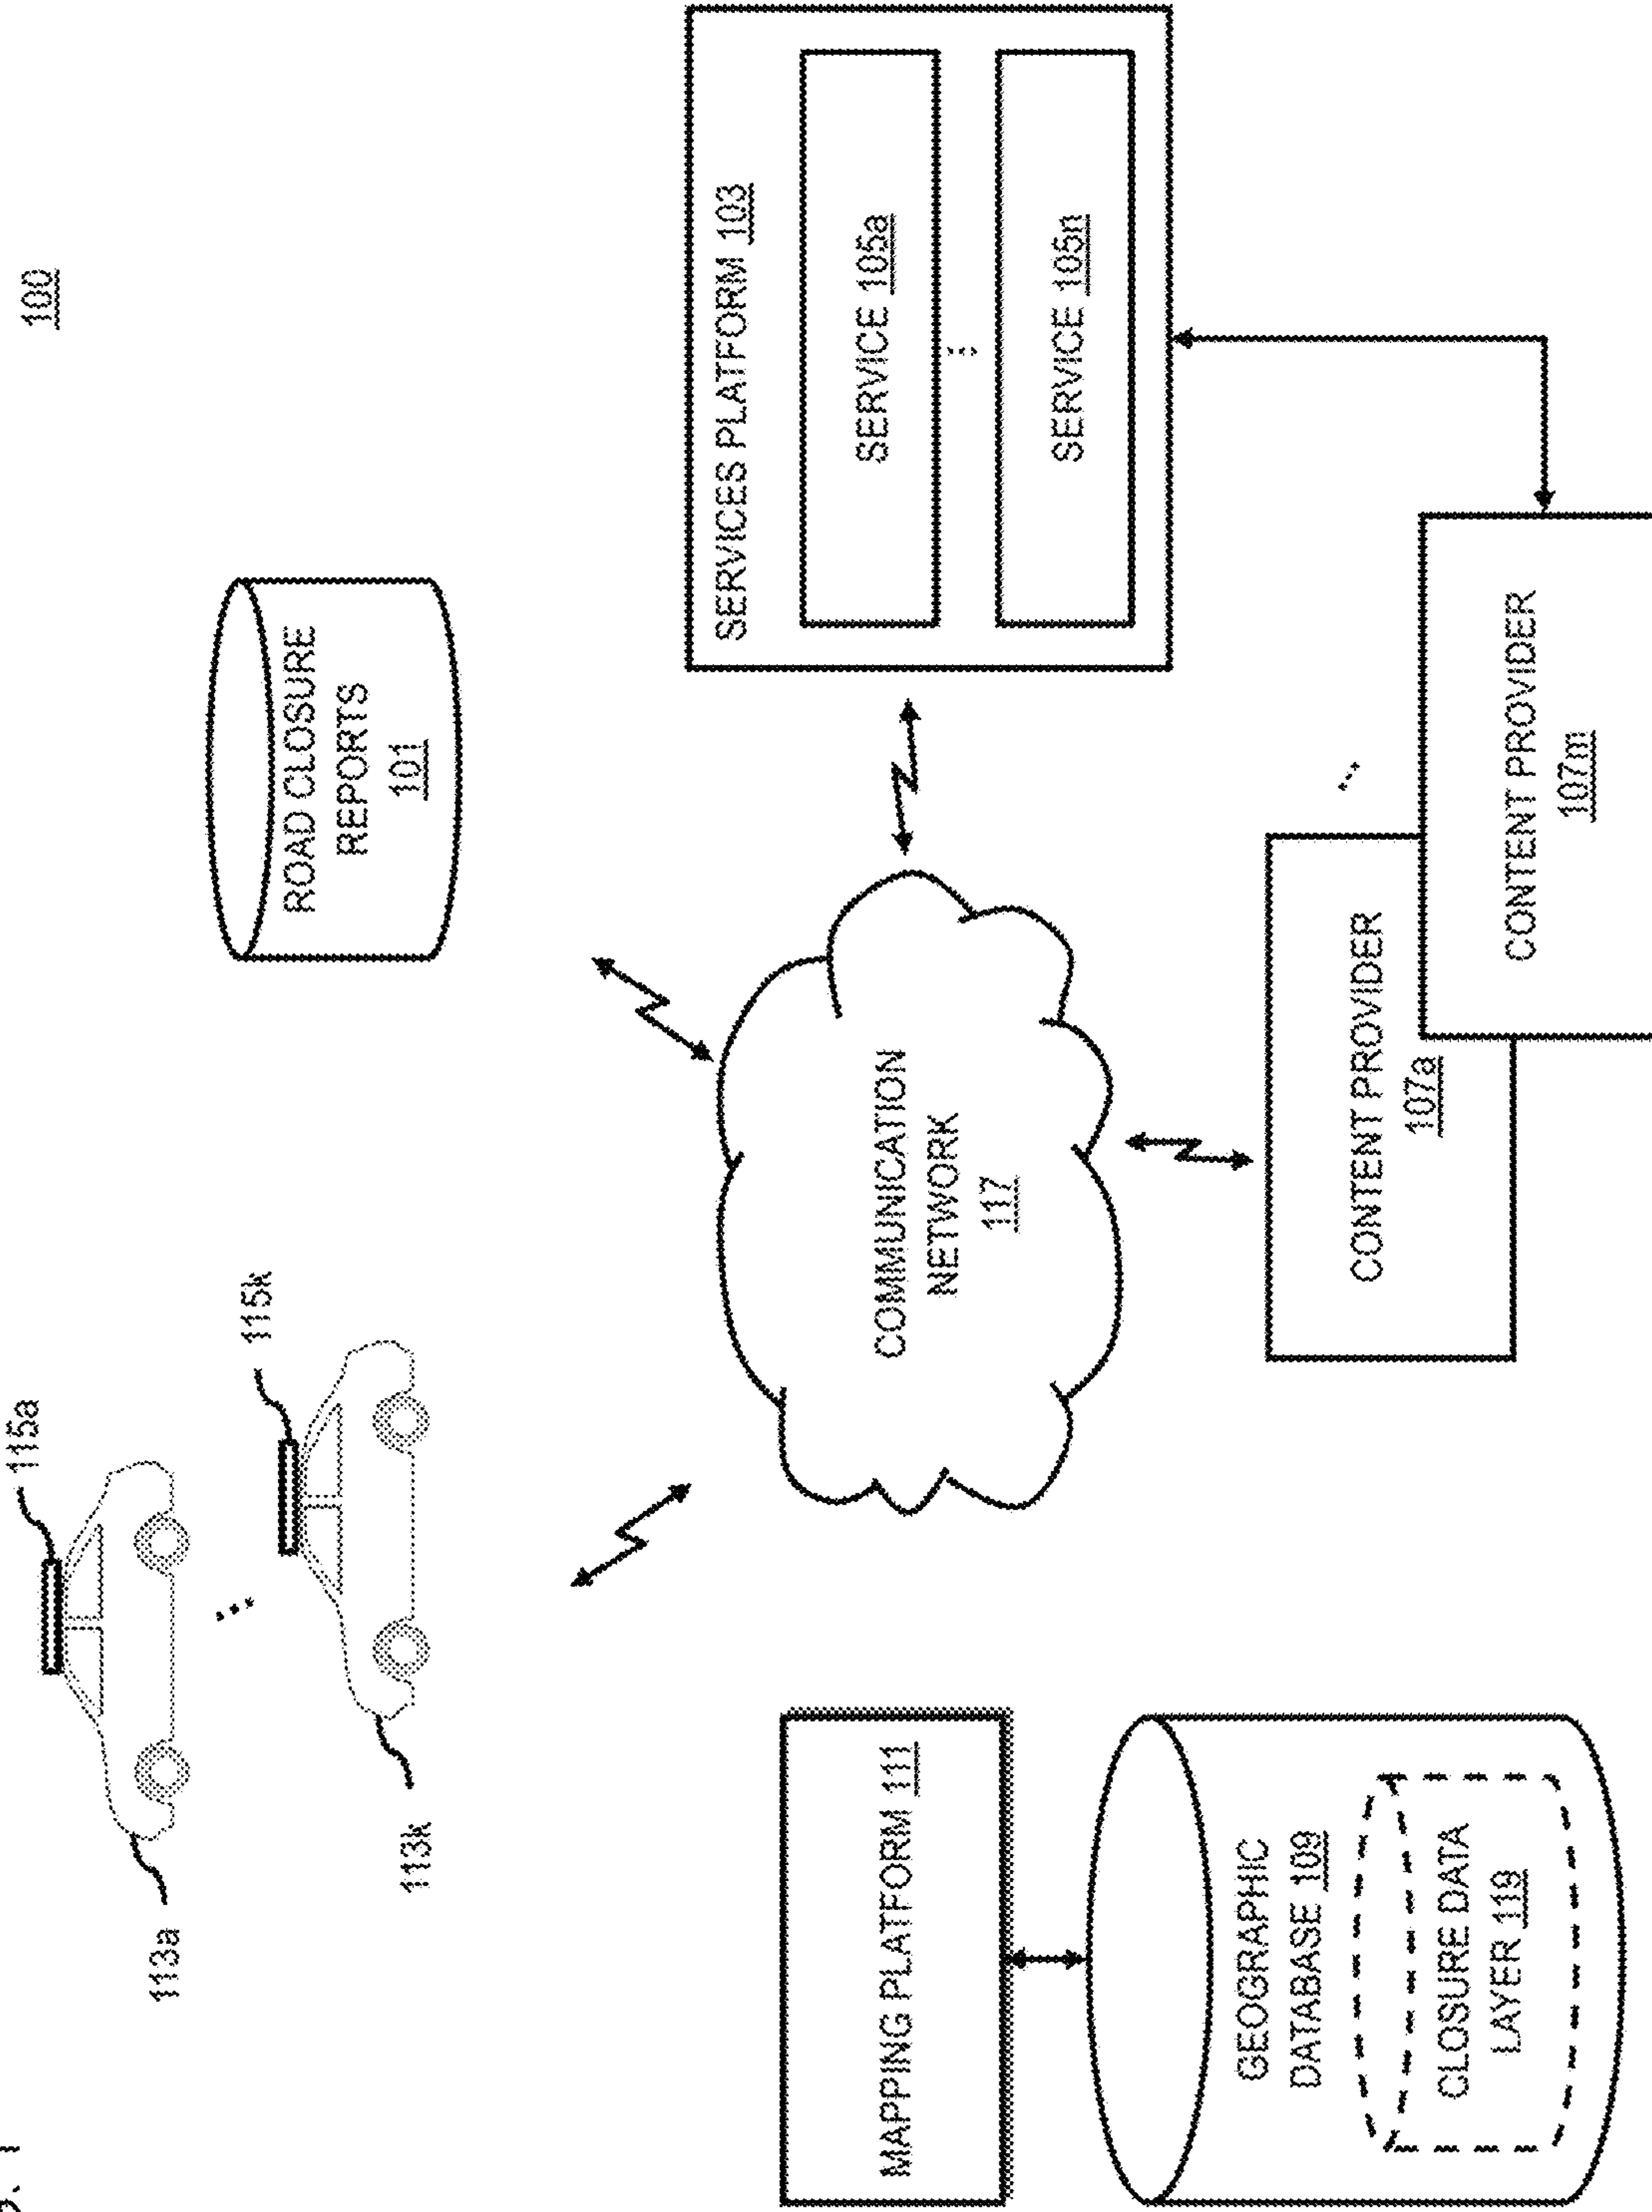 100
115a
115k
113a
113k
ROAD CLOSURE
REPORTS
101
MAPPING PLATFORM 111
COMMUNICATION
NETWORK
117
SERVICES PLATFORM 103
SERVICE 105a
SERVICE 105n
GEOGRAPHIC
DATABASE 109
CLOSURE DATA
LAYER 119
CONTENT PROVIDER
107a
CONTENT PROVIDER
107m